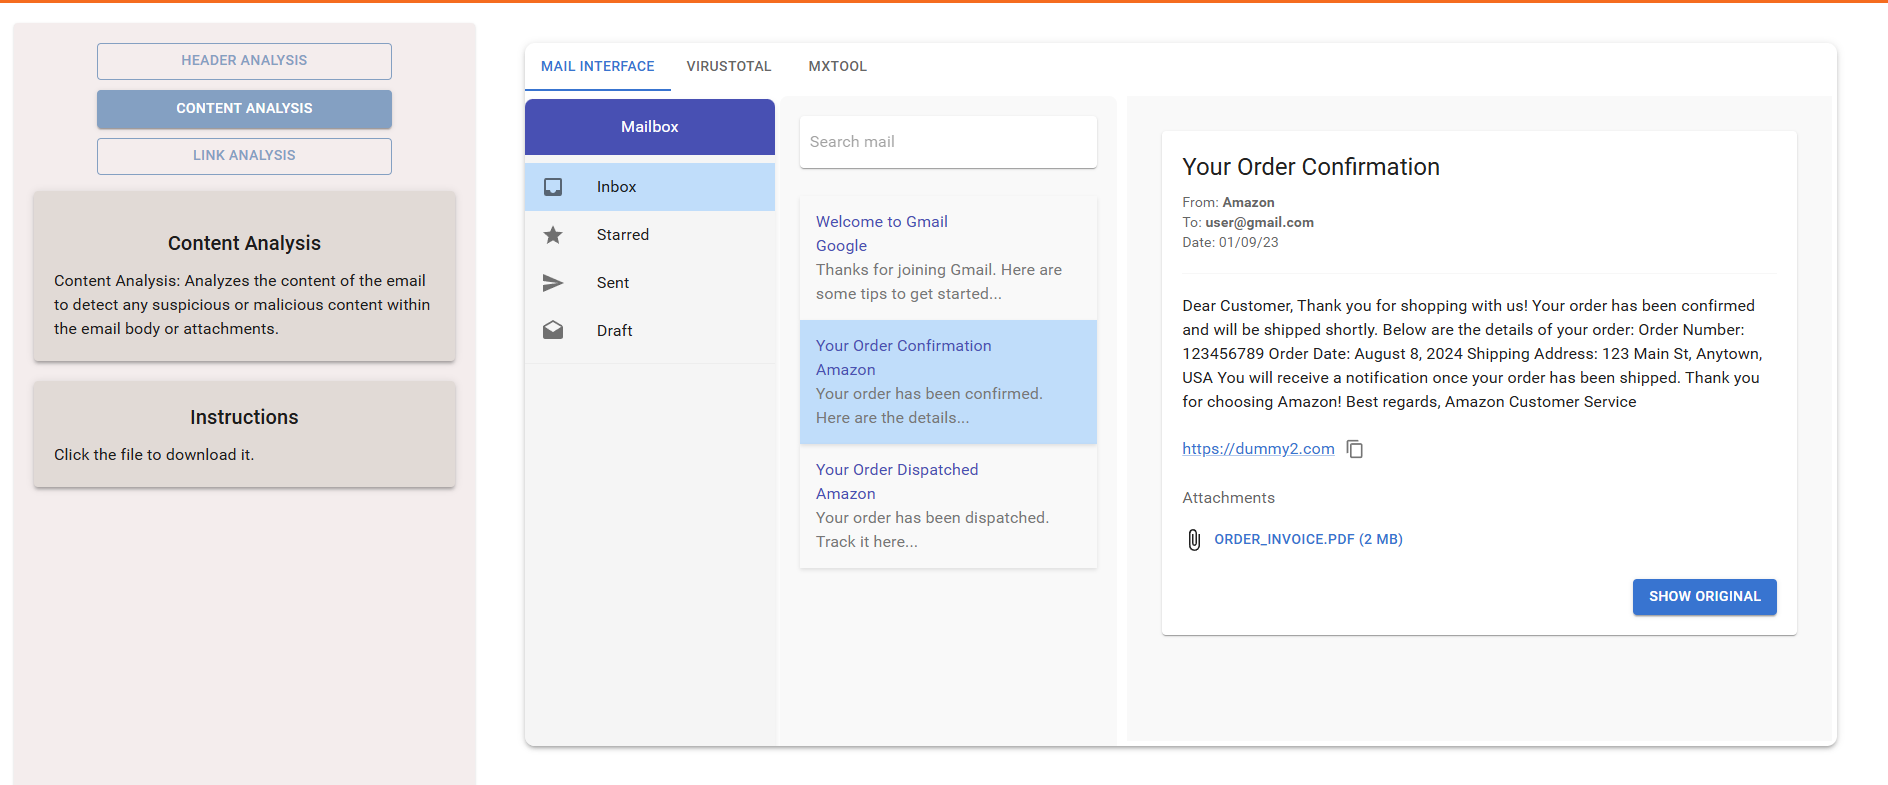 HEADER ANALYSIS
CONTENT ANALYSIS
LINK ANALYSIS
Content Analysis
Content Analysis: Analyzes the content of the email
to detect any suspicious or malicious content within
the email body or attachments.
Instructions
Click the file to download it.
MAIL INTERFACE
VIRUSTOTAL
MXTOOL
Mailbox
Inbox
Starred
Sent
Draft
Search mail
Welcome to Gmail
Google
Thanks for joining Gmail. Here are
some tips to get started...
Your Order Confirmation
Amazon
Your order has been confirmed.
Here are the details...
Your Order Dispatched
Amazon
Your order has been dispatched.
Track it here...
Your Order Confirmation
From: Amazon
To: user@gmail.com
Date: 01/09/23
Dear Customer, Thank you for shopping with us! Your order has been confirmed
and will be shipped shortly. Below are the details of your order: Order Number:
123456789 Order Date: August 8, 2024 Shipping Address: 123 Main St, Anytown,
USA You will receive a notification once your order has been shipped. Thank you
for choosing Amazon! Best regards, Amazon Customer Service
https://dummy2.com
Attachments
ORDER_INVOICE.PDF (2 MB)
SHOW ORIGINAL